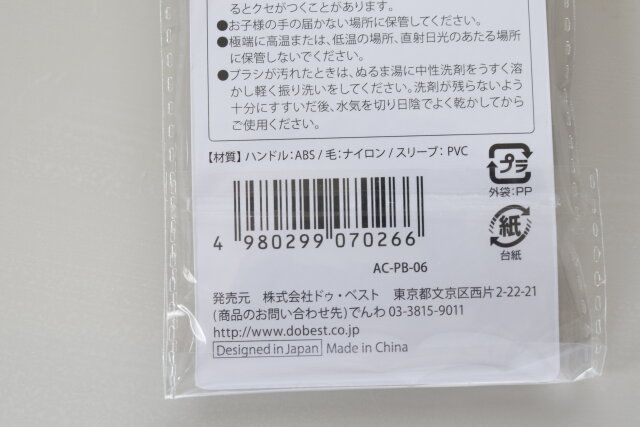 るとクセがつくことがあります。
●お子様の手の届かない場所に保管してください。
●極端に高温または、低温の場所、直射日光のあたる場所
に保管しないでください。
●ブラシが汚れたときは、ぬるま湯に中性洗剤をうすく溶
かし軽く振り洗いをしてください。洗剤が残らないよう
十分にすすいだ後、水気を切り日陰でよく乾かしてから
ご使用ください。
【材質】ハンドル：ABS / 毛：ナイロン / スリーブ：PVC
プラ
外袋：PP
紙
台紙
4 980299 070266
AC-PB-06
発売元 株式会社ドゥ・ベスト 東京都文京区西片2-22-21
(商品のお問い合わせ先)でんわ 03-3815-9011
http://www.dobest.co.jp
Designed in Japan Made in China